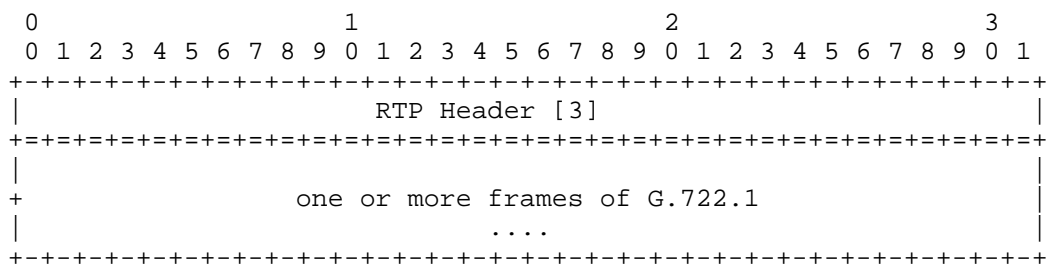 0                   1                   2                   3
 0 1 2 3 4 5 6 7 8 9 0 1 2 3 4 5 6 7 8 9 0 1 2 3 4 5 6 7 8 9 0 1
+-+-+-+-+-+-+-+-+-+-+-+-+-+-+-+-+-+-+-+-+-+-+-+-+-+-+-+-+-+-+-+-+
|                      RTP Header [3]                           |
+=+=+=+=+=+=+=+=+=+=+=+=+=+=+=+=+=+=+=+=+=+=+=+=+=+=+=+=+=+=+=+=+
|                                                               |
+                 one or more frames of G.722.1                 |
|                             ....                              |
+-+-+-+-+-+-+-+-+-+-+-+-+-+-+-+-+-+-+-+-+-+-+-+-+-+-+-+-+-+-+-+-+